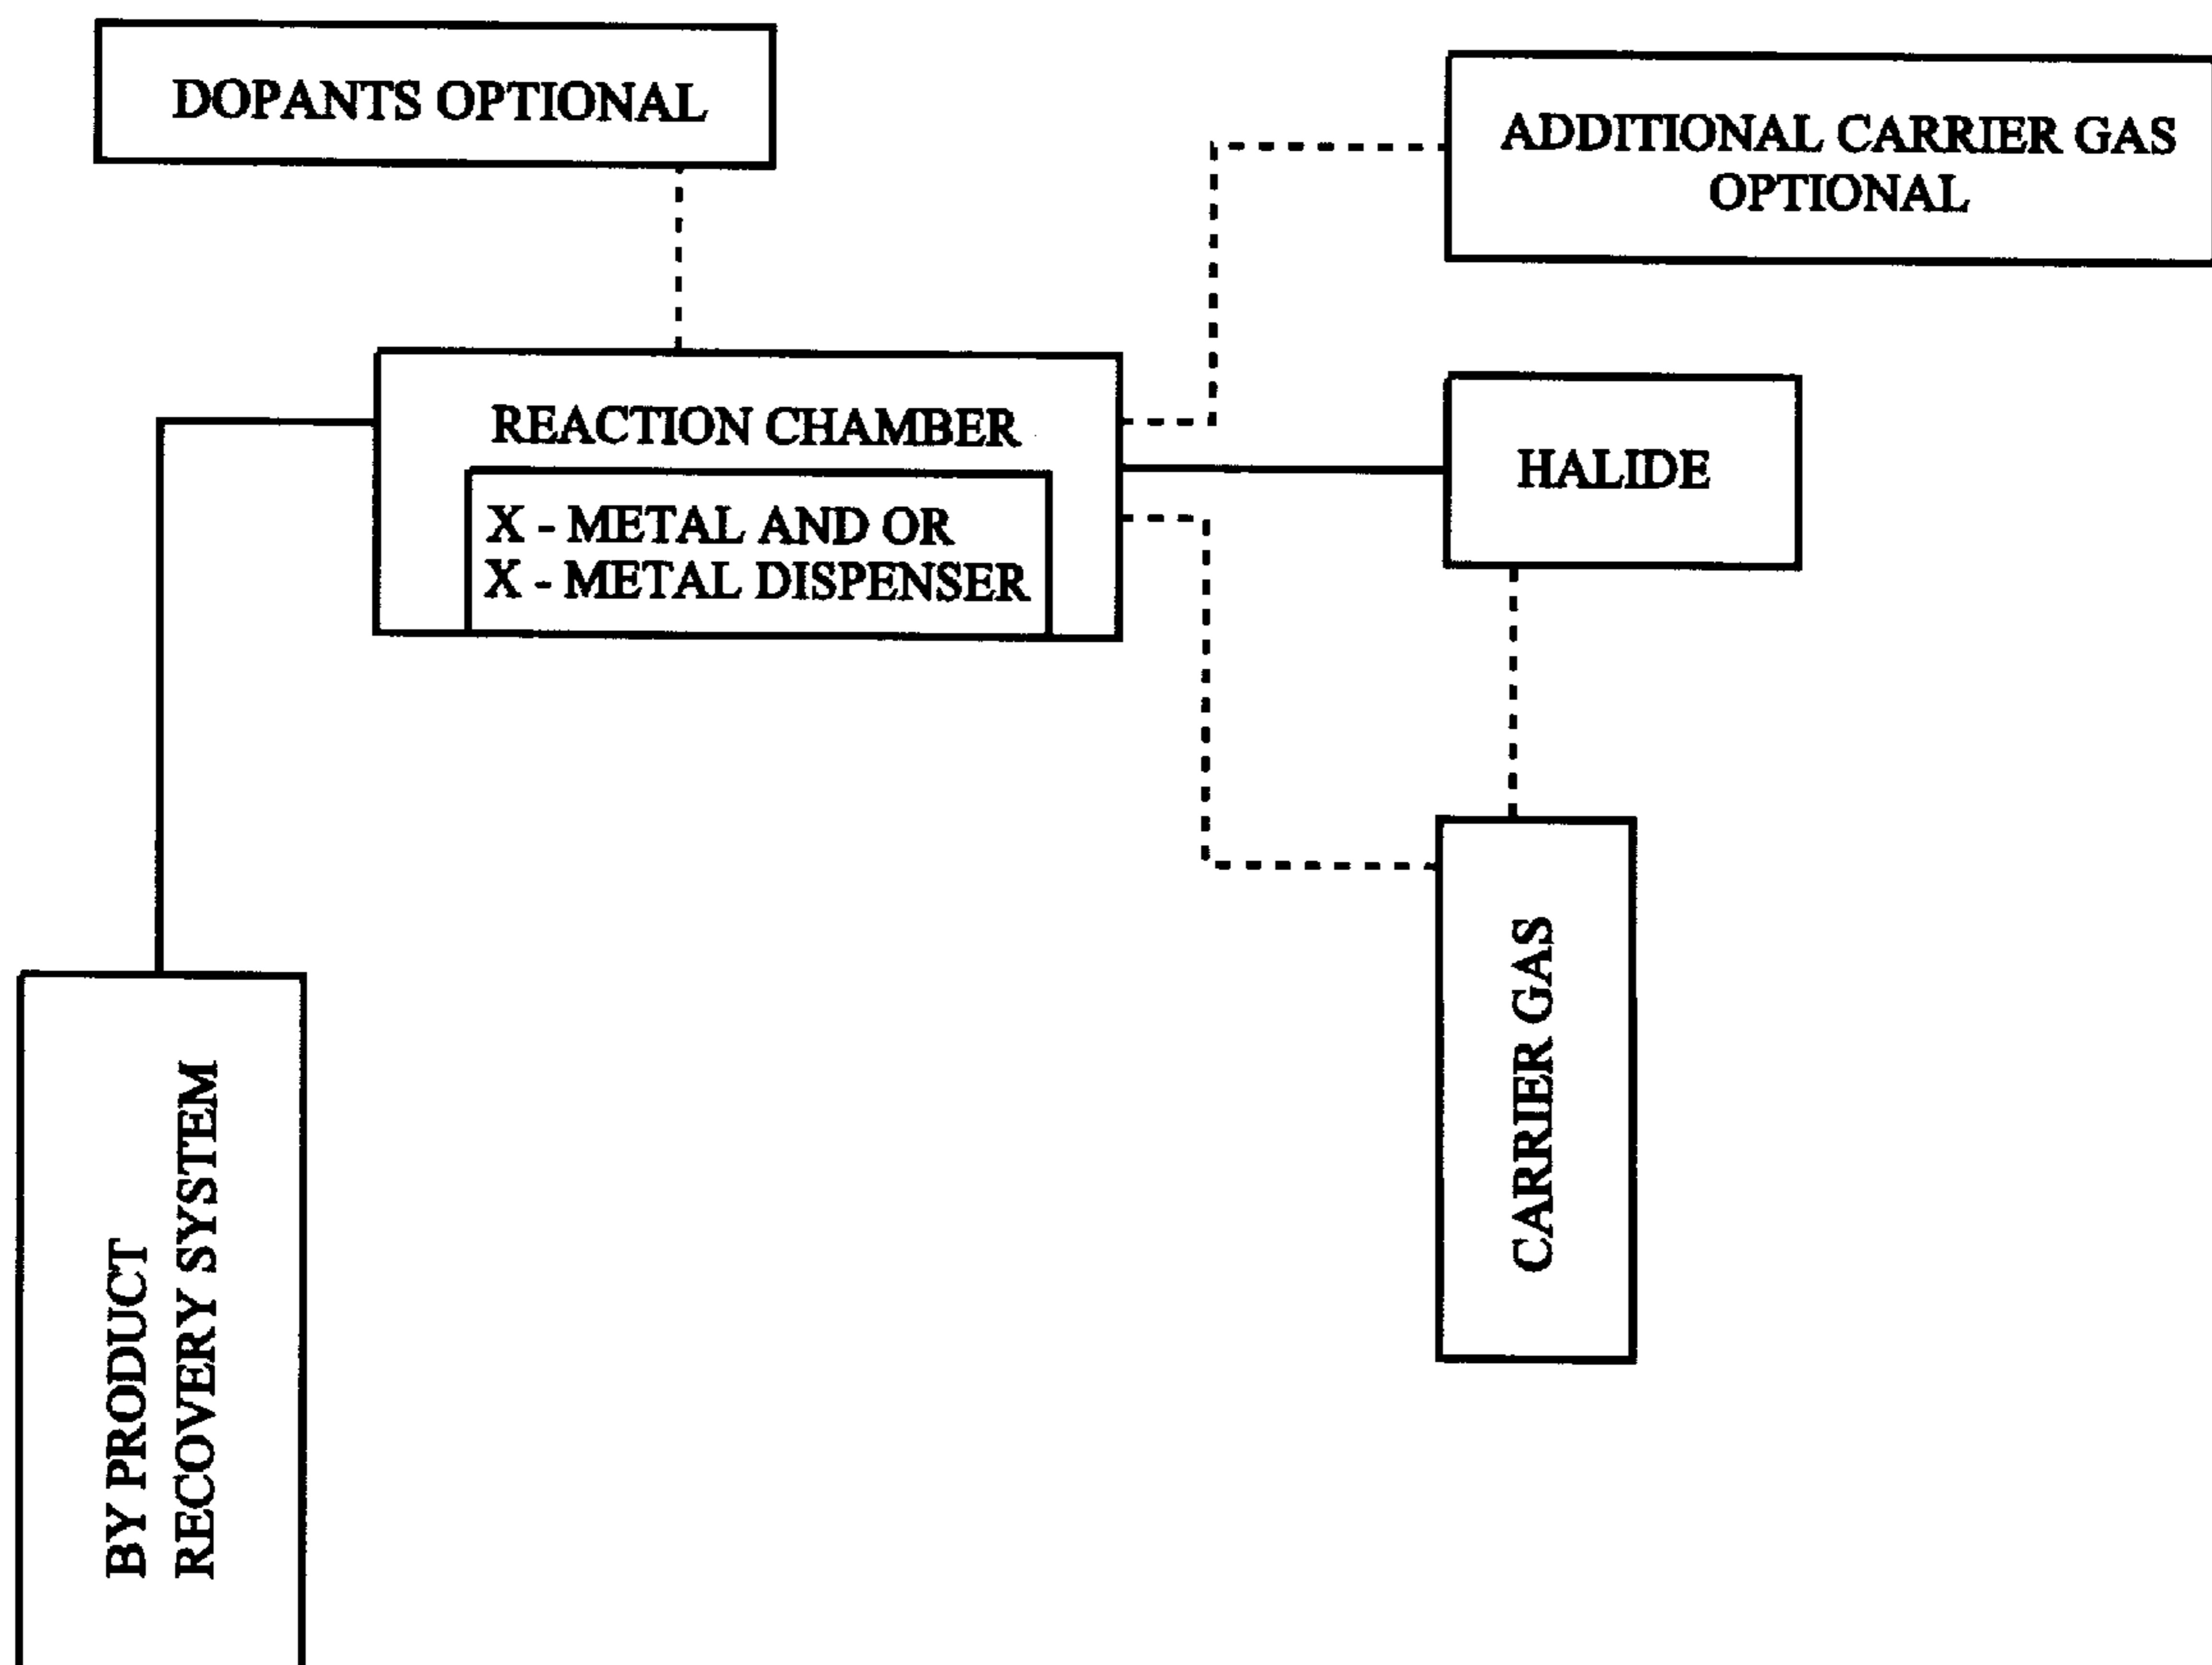 DOPANTS OPTIONAL
ADDITIONAL CARRIER GAS
OPTIONAL
REACTION CHAMBER
X - METAL AND OR
X - METAL DISPENSER
HALIDE
CARRIER GAS
BY PRODUCT
RECOVERY SYSTEM